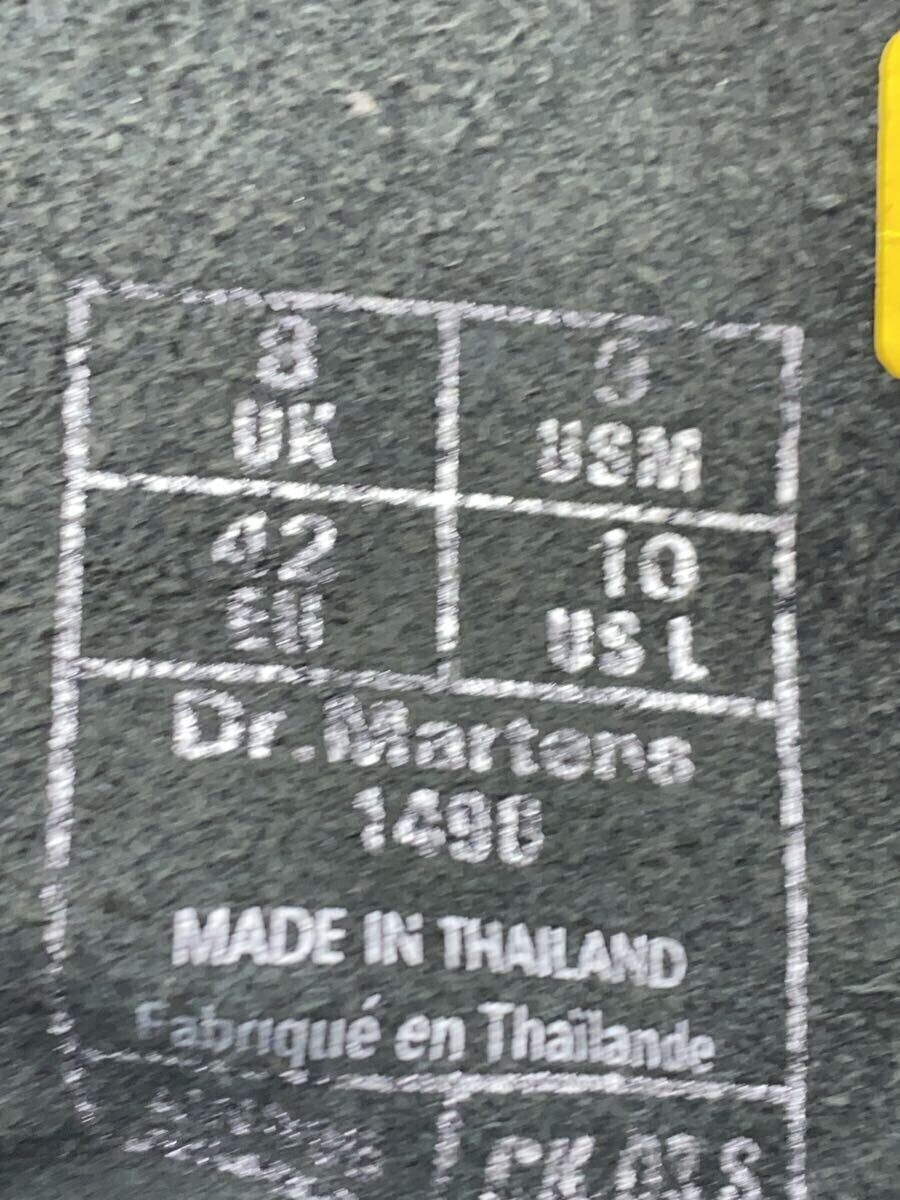 8
UK
9
USM
42
EU
10
US L
Dr.Martens
1490
MADE IN THAILAND
Fabriqué en Thaïlande